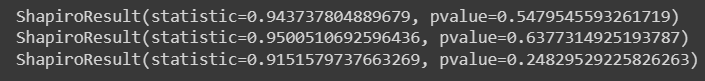 ShapiroResult(statistic=0.943737804889679, pvalue=0.5479545593261719)
ShapiroResult(statistic=0.9500510692596436, pvalue=0.6377314925193787)
ShapiroResult(statistic=0.9151579737663269, pvalue=0.24829529225826263)